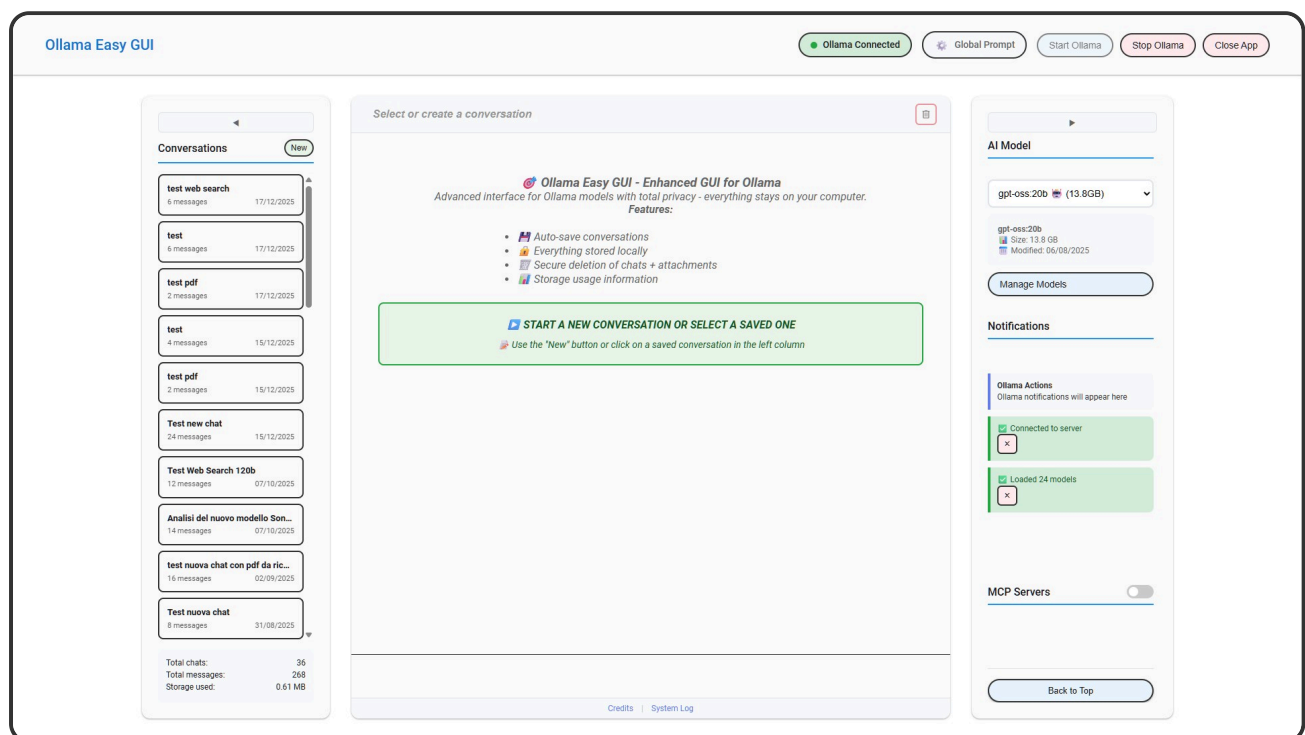 Ollama Easy GUI
Ollama Connected
Global Prompt
Start Ollama
Stop Ollama
Close App
Conversations
New
test web search
6 messages 17/12/2025
test
6 messages 17/12/2025
test pdf
2 messages 17/12/2025
test
4 messages 15/12/2025
test pdf
2 messages 15/12/2025
Test new chat
24 messages 15/12/2025
Test Web Search 120b
12 messages 07/10/2025
Analisi del nuovo modello Son...
14 messages 07/10/2025
test nuova chat con pdf da ric...
16 messages 02/09/2025
Test nuova chat
8 messages 31/08/2025
Total chats: 36
Total messages: 268
Storage used: 0.61 MB
Select or create a conversation
🎯 Ollama Easy GUI - Enhanced GUI for Ollama
Advanced interface for Ollama models with total privacy - everything stays on your computer.
Features:
• 💾 Auto-save conversations
• 🔒 Everything stored locally
• 🗑️ Secure deletion of chats + attachments
• 📊 Storage usage information
▶️ START A NEW CONVERSATION OR SELECT A SAVED ONE
Use the "New" button or click on a saved conversation in the left column
Credits | System Log
AI Model
gpt-oss:20b (13.8GB)
gpt-oss:20b
📊 Size: 13.8 GB
📅 Modified: 06/08/2025
Manage Models
Notifications
Ollama Actions
Ollama notifications will appear here
✅ Connected to server
×
✅ Loaded 24 models
×
MCP Servers
Back to Top